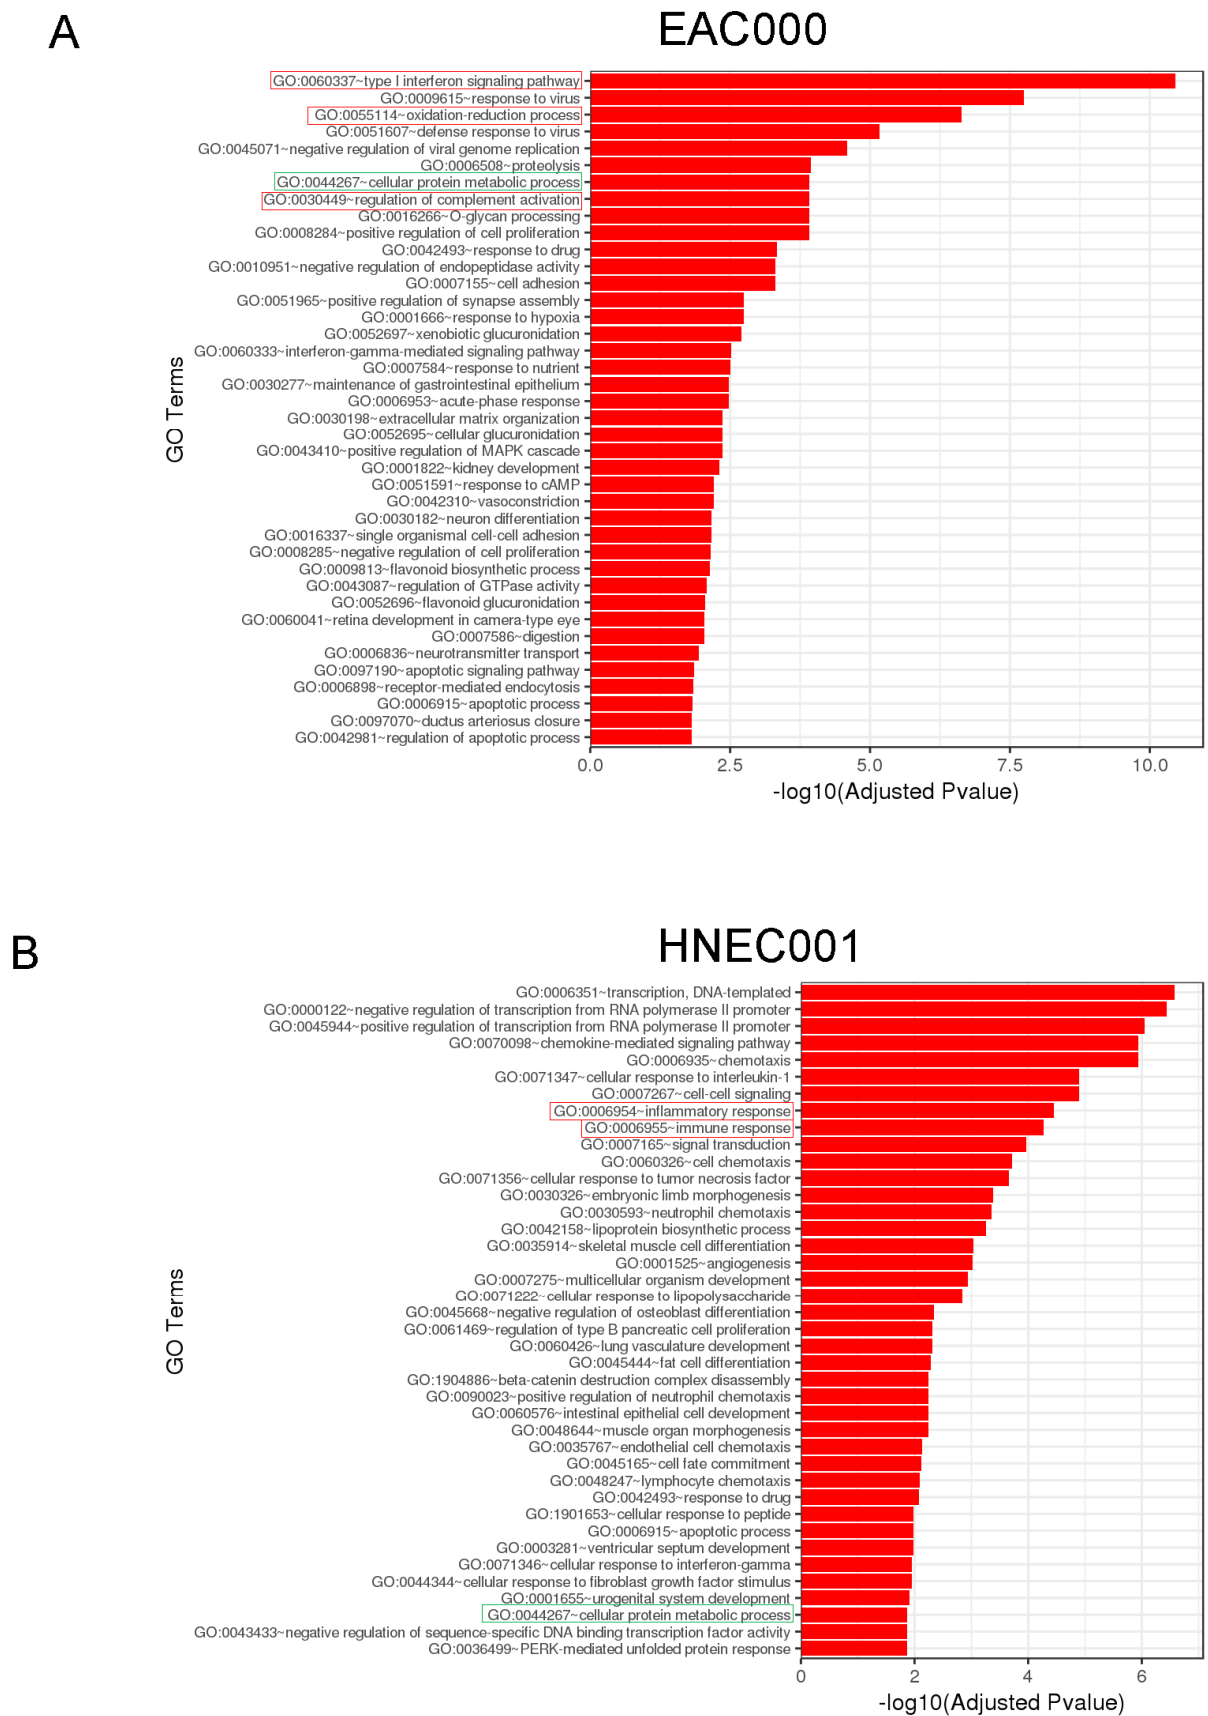 A
EAC000
GO:0060337~type I interferon signaling pathway
GO:0009615~response to virus
GO:0055114~oxidation-reduction process
GO:0051607~defense response to virus
GO:0045071~negative regulation of viral genome replication
GO:0006508~proteolysis
GO:0044267~cellular protein metabolic process
GO:0030449~regulation of complement activation
GO:0016266~O-glycan processing
GO:0008284~positive regulation of cell proliferation
GO:0042493~response to drug
GO:0010951~negative regulation of endopeptidase activity
GO:0007155~cell adhesion
GO:0051965~positive regulation of synapse assembly
GO:0001666~response to hypoxia
GO:0052697~xenobiotic glucuronidation
GO:0060333~interferon-gamma-mediated signaling pathway
GO:0007584~response to nutrient
GO:0030277~maintenance of gastrointestinal epithelium
GO:0006953~acute-phase response
GO:0030198~extracellular matrix organization
GO:0052695~cellular glucuronidation
GO:0043410~positive regulation of MAPK cascade
GO:0001822~kidney development
GO:0051591~response to cAMP
GO:0042310~vasoconstriction
GO:0030182~neuron differentiation
GO:0016337~single organismal cell-cell adhesion
GO:0008285~negative regulation of cell proliferation
GO:0009813~flavonoid biosynthetic process
GO:0043087~regulation of GTPase activity
GO:0052696~flavonoid glucuronidation
GO:0060041~retina development in camera-type eye
GO:0007586~digestion
GO:0006836~neurotransmitter transport
GO:0097190~apoptotic signaling pathway
GO:0006898~receptor-mediated endocytosis
GO:0006915~apoptotic process
GO:0097070~ductus arteriosus closure
GO:0042981~regulation of apoptotic process
GO Terms
0.0 2.5 5.0 7.5 10.0
-log10(Adjusted Pvalue)
B
HNEC001
GO:0006351~transcription, DNA-templated
GO:0000122~negative regulation of transcription from RNA polymerase II promoter
GO:0045944~positive regulation of transcription from RNA polymerase II promoter
GO:0070098~chemokine-mediated signaling pathway
GO:0006935~chemotaxis
GO:0071347~cellular response to interleukin-1
GO:0007267~cell-cell signaling
GO:0006954~inflammatory response
GO:0006955~immune response
GO:0007165~signal transduction
GO:0060326~cell chemotaxis
GO:0071356~cellular response to tumor necrosis factor
GO:0030326~embryonic limb morphogenesis
GO:0030593~neutrophil chemotaxis
GO:0042158~lipoprotein biosynthetic process
GO:0035914~skeletal muscle cell differentiation
GO:0001525~angiogenesis
GO:0007275~multicellular organism development
GO:0071222~cellular response to lipopolysaccharide
GO:0045668~negative regulation of osteoblast differentiation
GO:0061469~regulation of type B pancreatic cell proliferation
GO:0060426~lung vasculature development
GO:0045444~fat cell differentiation
GO:1904886~beta-catenin destruction complex disassembly
GO:0090023~positive regulation of neutrophil chemotaxis
GO:0060576~intestinal epithelial cell development
GO:0048644~muscle organ morphogenesis
GO:0035767~endothelial cell chemotaxis
GO:0045165~cell fate commitment
GO:0048247~lymphocyte chemotaxis
GO:0042493~response to drug
GO:1901653~cellular response to peptide
GO:0006915~apoptotic process
GO:0003281~ventricular septum development
GO:0071346~cellular response to interferon-gamma
GO:0044344~cellular response to fibroblast growth factor stimulus
GO:0001655~urogenital system development
GO:0044267~cellular protein metabolic process
GO:0043433~negative regulation of sequence-specific DNA binding transcription factor activity
GO:0036499~PERK-mediated unfolded protein response
GO Terms
0 2 4 6
-log10(Adjusted Pvalue)